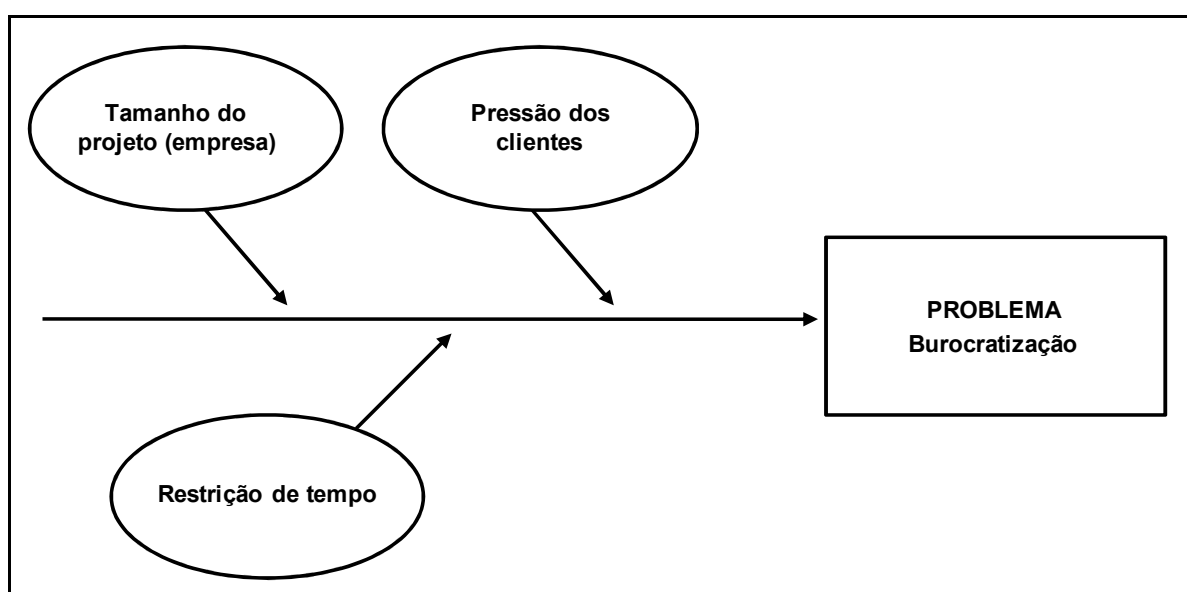 Tamanho do
projeto (empresa)
Pressão dos
clientes
PROBLEMA
Burocratização
Restrição de tempo